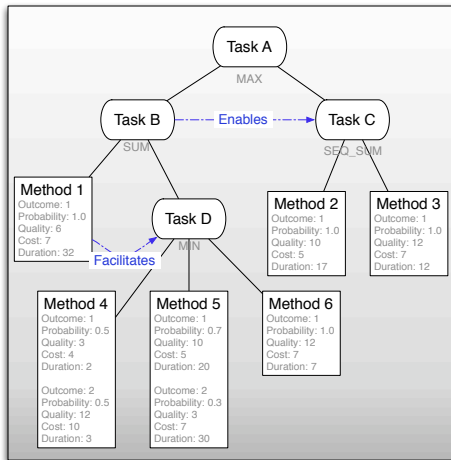 Task A
MAX
Task B
Enables
Task C
SUM
SEQ_SUM
Method 1
Outcome: 1
Probability: 1.0
Quality: 6
Cost: 7
Duration: 32
Method 2
Outcome: 1
Probability: 1.0
Quality: 10
Cost: 5
Duration: 17
Method 3
Outcome: 1
Probability: 1.0
Quality: 12
Cost: 7
Duration: 12
Task D
MIN
Facilitates
Method 4
Outcome: 1
Probability: 0.5
Quality: 3
Cost: 4
Duration: 2
Outcome: 2
Probability: 0.5
Quality: 12
Cost: 10
Duration: 3
Method 5
Outcome: 1
Probability: 0.7
Quality: 10
Cost: 5
Duration: 20
Outcome: 2
Probability: 0.3
Quality: 3
Cost: 7
Duration: 30
Method 6
Outcome: 1
Probability: 1.0
Quality: 12
Cost: 7
Duration: 7